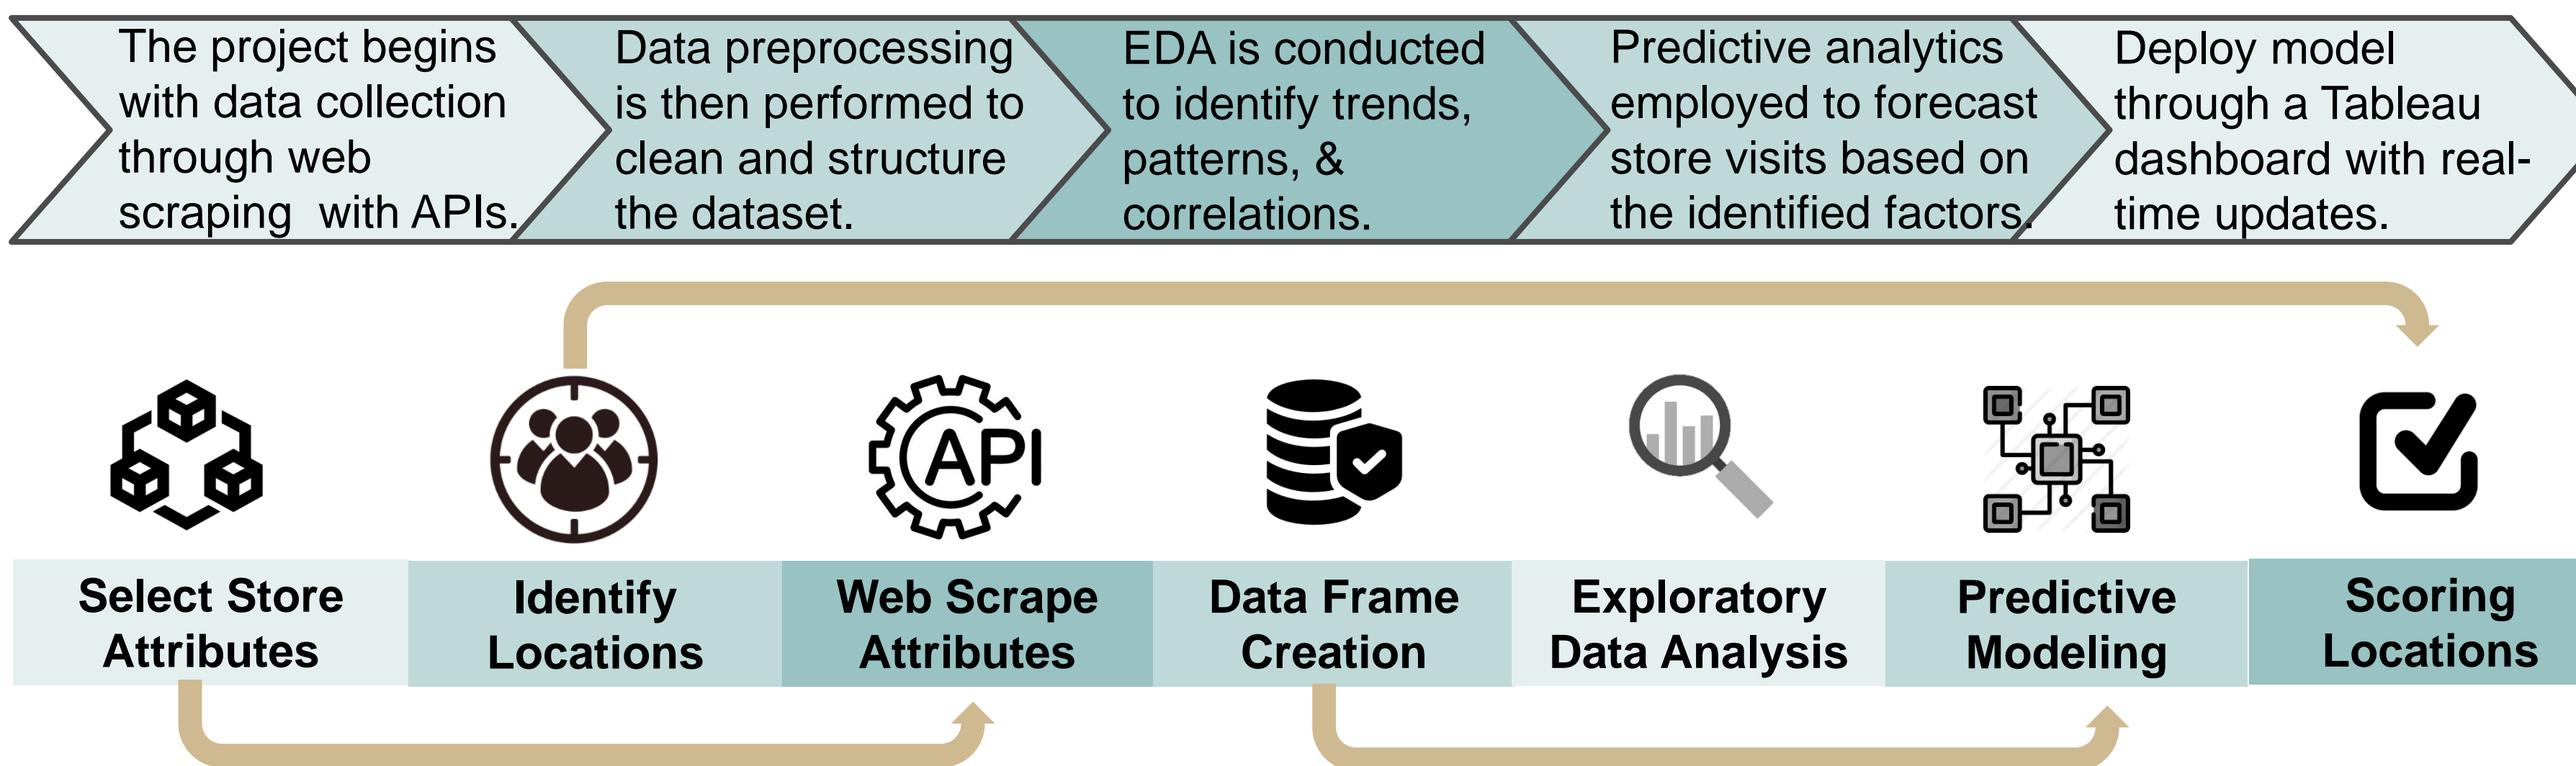 The project begins
with data collection
through web
scraping  with APIs.
Data preprocessing
is then performed to
clean and structure
the dataset.
EDA is conducted
to identify trends,
patterns, &
correlations.
Predictive analytics
employed to forecast
store visits based on
the identified factors.
Deploy model
through a Tableau
dashboard with real-
time updates.
API
Select Store
Attributes
Identify
Locations
Web Scrape
Attributes
Data Frame
Creation
Exploratory
Data Analysis
Predictive
Modeling
Scoring
Locations